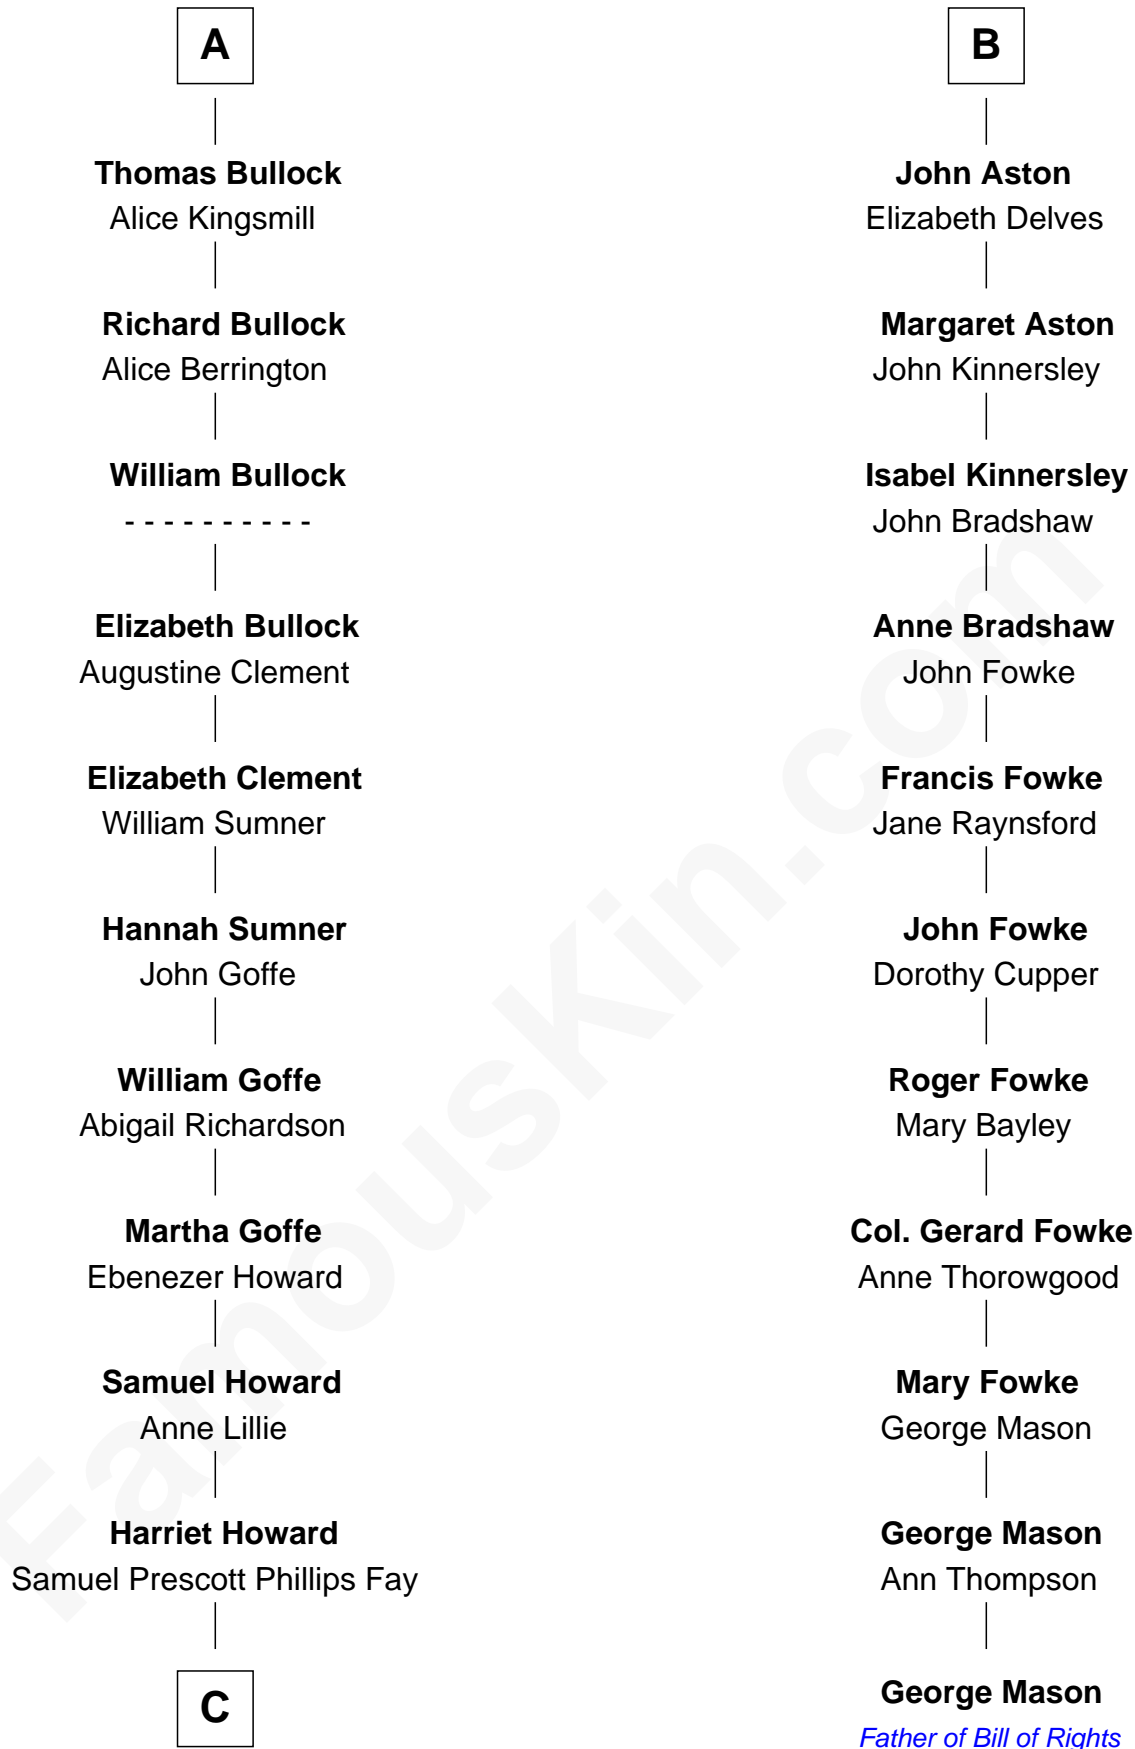 A
Thomas Bullock
Alice Kingsmill
Richard Bullock
Alice Berrington
William Bullock
- - - - - - - - - -
Elizabeth Bullock
Augustine Clement
Elizabeth Clement
William Sumner
Hannah Sumner
John Goffe
William Goffe
Abigail Richardson
Martha Goffe
Ebenezer Howard
Samuel Howard
Anne Lillie
Harriet Howard
Samuel Prescott Phillips Fay
C
B
John Aston
Elizabeth Delves
Margaret Aston
John Kinnersley
Isabel Kinnersley
John Bradshaw
Anne Bradshaw
John Fowke
Francis Fowke
Jane Raynsford
John Fowke
Dorothy Cupper
Roger Fowke
Mary Bayley
Col. Gerard Fowke
Anne Thorowgood
Mary Fowke
George Mason
George Mason
Ann Thompson
George Mason
Father of Bill of Rights
FamousKin.com